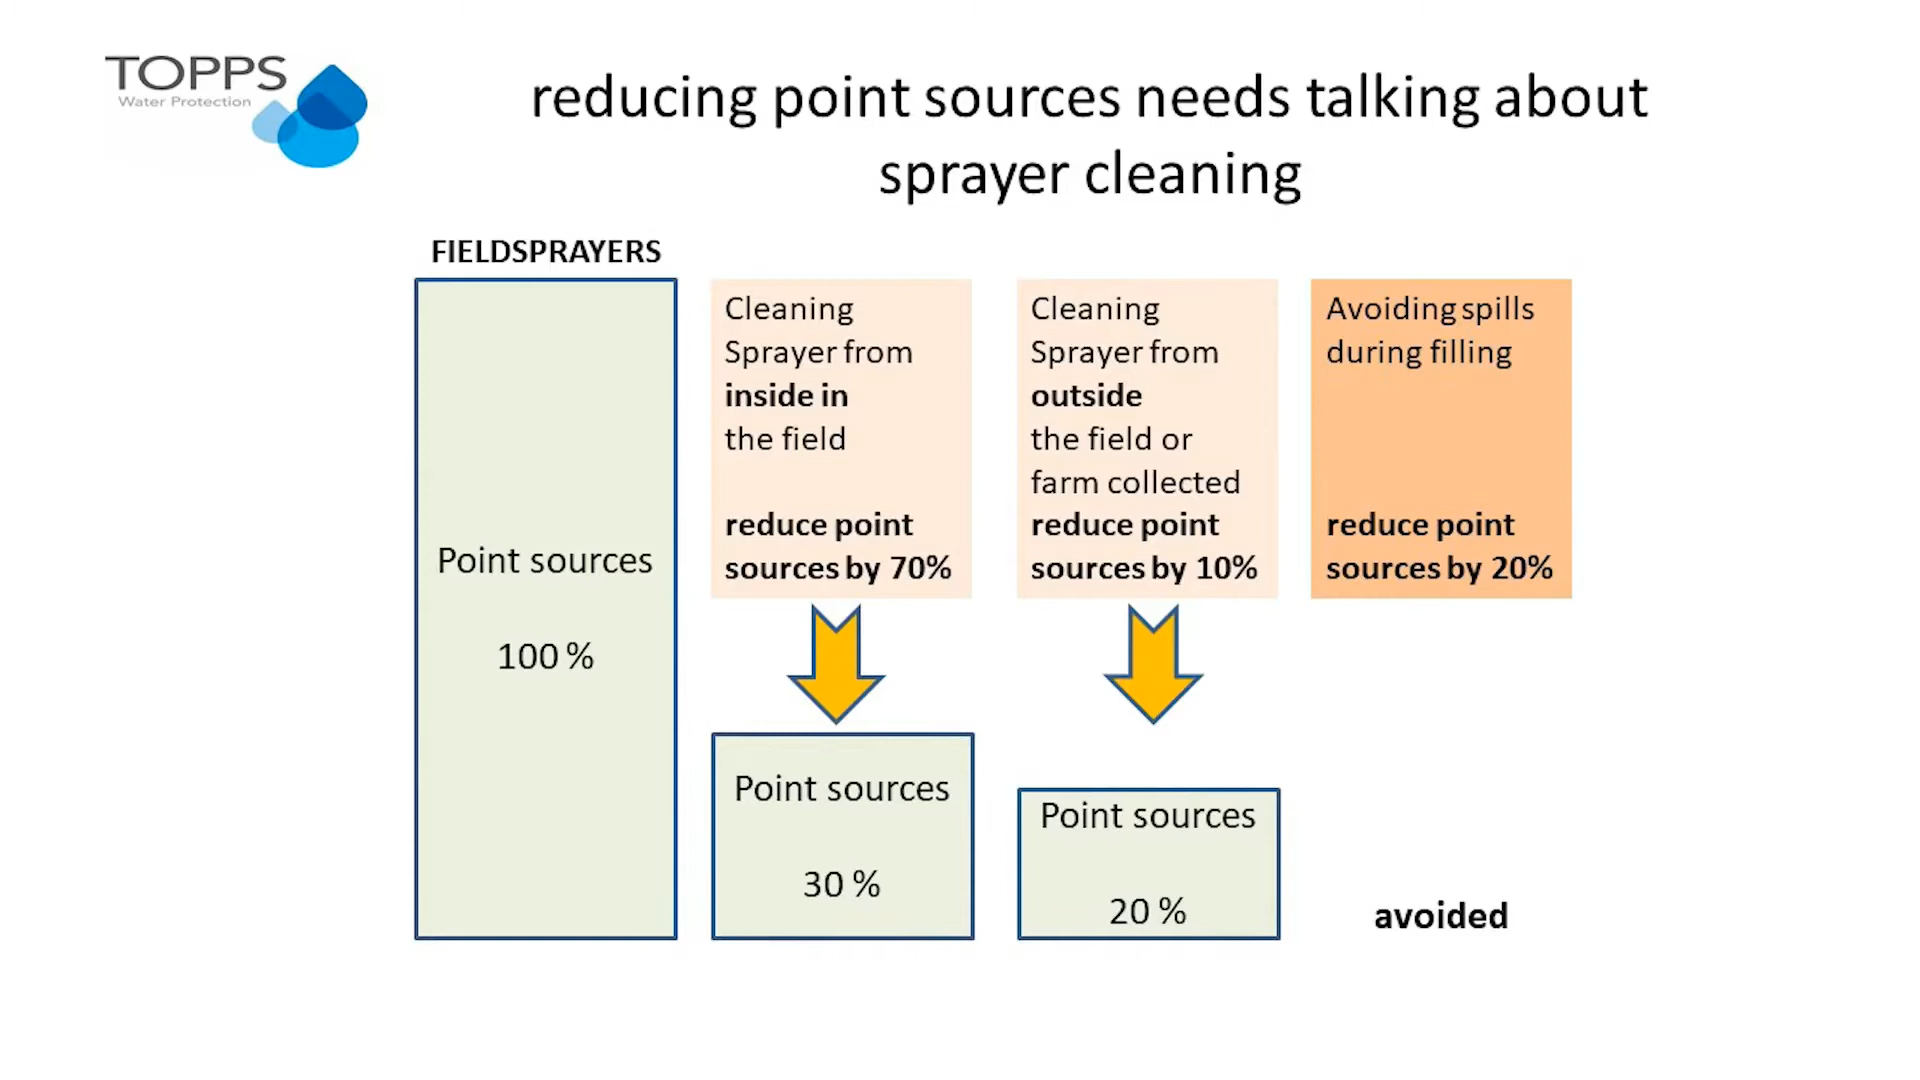 TOPPS
Water Protection
reducing point sources needs talking about
sprayer cleaning
FIELDSPRAYERS
Point sources
100 %
Cleaning
Sprayer from
inside in
the field
reduce point
sources by 70%
Point sources
30 %
Cleaning
Sprayer from
outside
the field or
farm collected
reduce point
sources by 10%
Point sources
20 %
Avoiding spills
during filling
reduce point
sources by 20%
avoided